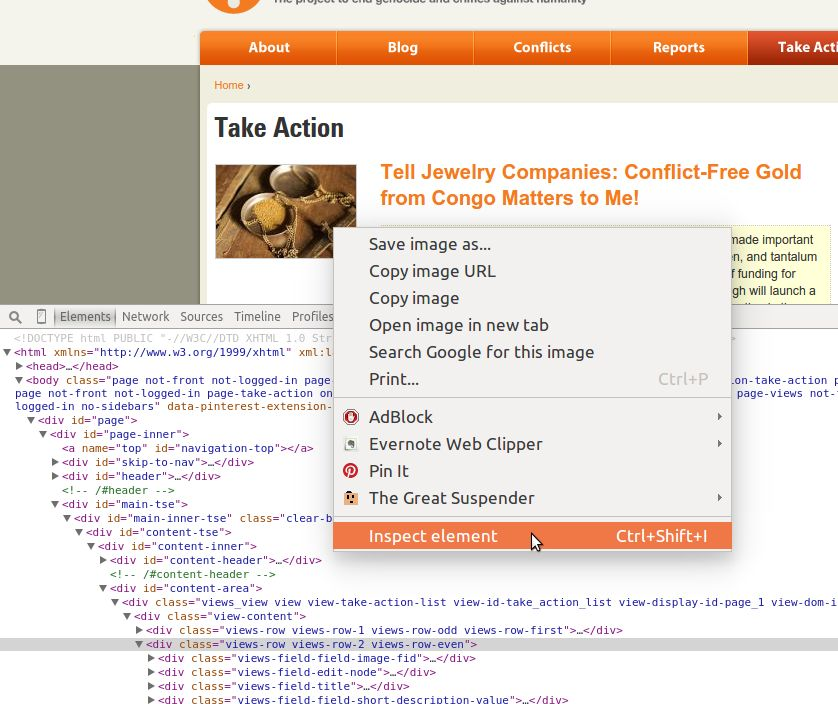 The project to end genocide and crimes against humanity
About Blog Conflicts Reports Take Acti
Home ›
Take Action
Tell Jewelry Companies: Conflict-Free Gold
from Congo Matters to Me!
made important
en, and tantalum
f funding for
gh will launch a
Save image as...
Copy image URL
Copy image
Open image in new tab
Search Google for this image
Print... Ctrl+P
AdBlock
Evernote Web Clipper
Pin It
The Great Suspender
Inspect element Ctrl+Shift+I
Elements Network Sources Timeline Profiles
<!DOCTYPE html PUBLIC "-//W3C//DTD XHTML 1.0 Str
<html xmlns="http://www.w3.org/1999/xhtml" xml:l
<head>…</head>
<body class="page not-front not-logged-in page- on-take-action p
page not-front not-logged-in page-take-action on page-views not-
logged-in no-sidebars" data-pinterest-extension-
<div id="page">
<div id="page-inner">
<a name="top" id="navigation-top"></a>
<div id="skip-to-nav">…</div>
<div id="header">…</div>
<!-- /#header -->
<div id="main-tse">
<div id="main-inner-tse" class="clear-b
<div id="content-tse">
<div id="content-inner">
<div id="content-header">…</div>
<!-- /#content-header -->
<div id="content-area">
<div class="views_view view view-take-action-list view-id-take_action_list view-display-id-page_1 view-dom-i
<div class="view-content">
<div class="views-row views-row-1 views-row-odd views-row-first">…</div>
<div class="views-row views-row-2 views-row-even">
<div class="views-field-field-image-fid">…</div>
<div class="views-field-edit-node">…</div>
<div class="views-field-title">…</div>
<div class="views-field-field-short-description-value">…</div>